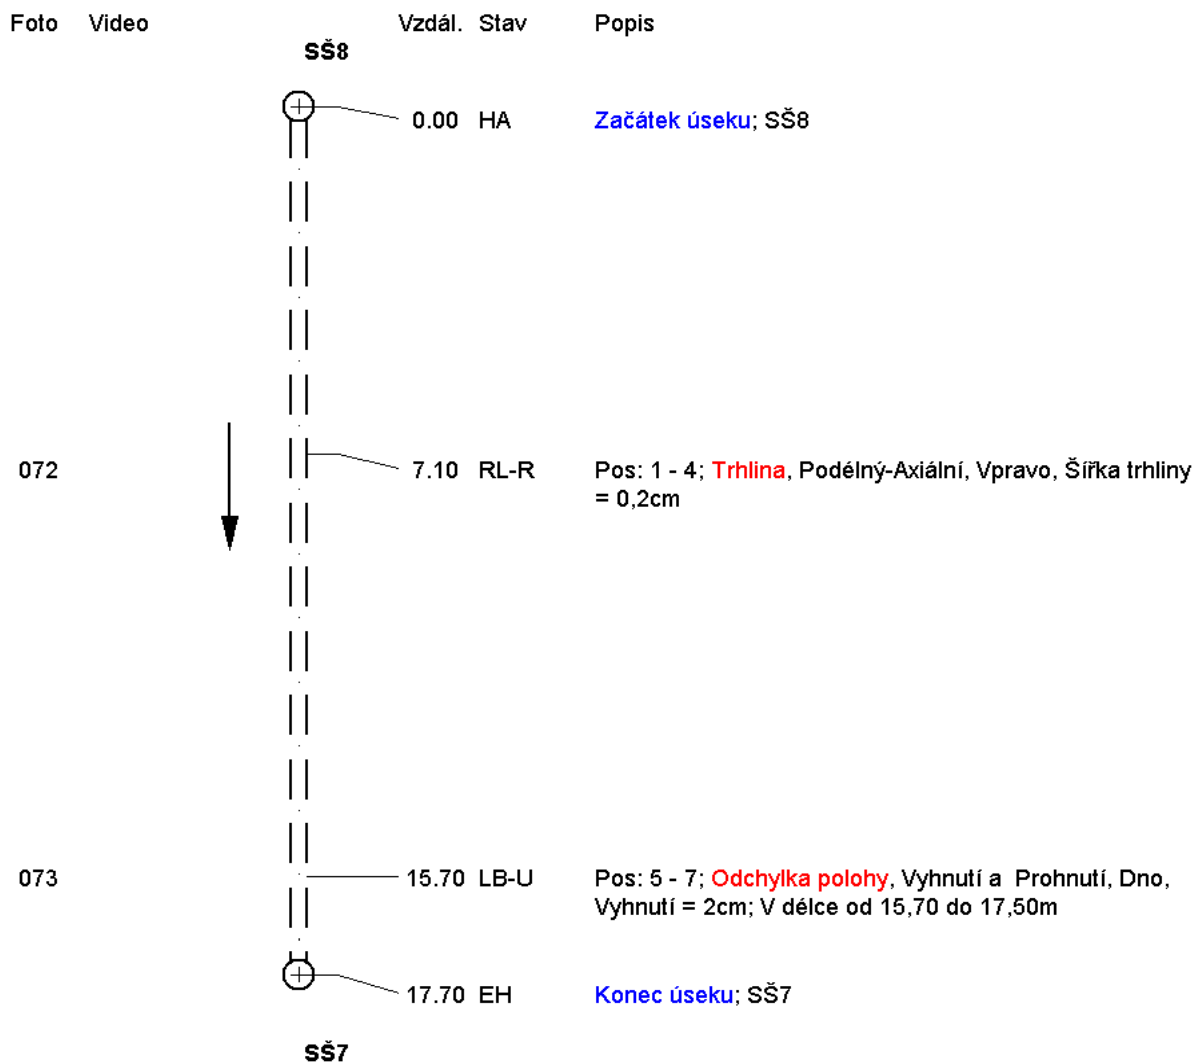 Foto Video Vzdál. Stav Popis
SŠ8
0.00 HA Začátek úseku; SŠ8
072 7.10 RL-R Pos: 1 - 4; Trhlina, Podélný-Axiální, Vpravo, Šířka trhliny
= 0,2cm
073 15.70 LB-U Pos: 5 - 7; Odchylka polohy, Vyhnutí a Prohnutí, Dno,
Vyhnutí = 2cm; V délce od 15,70 do 17,50m
17.70 EH Konec úseku; SŠ7
SŠ7